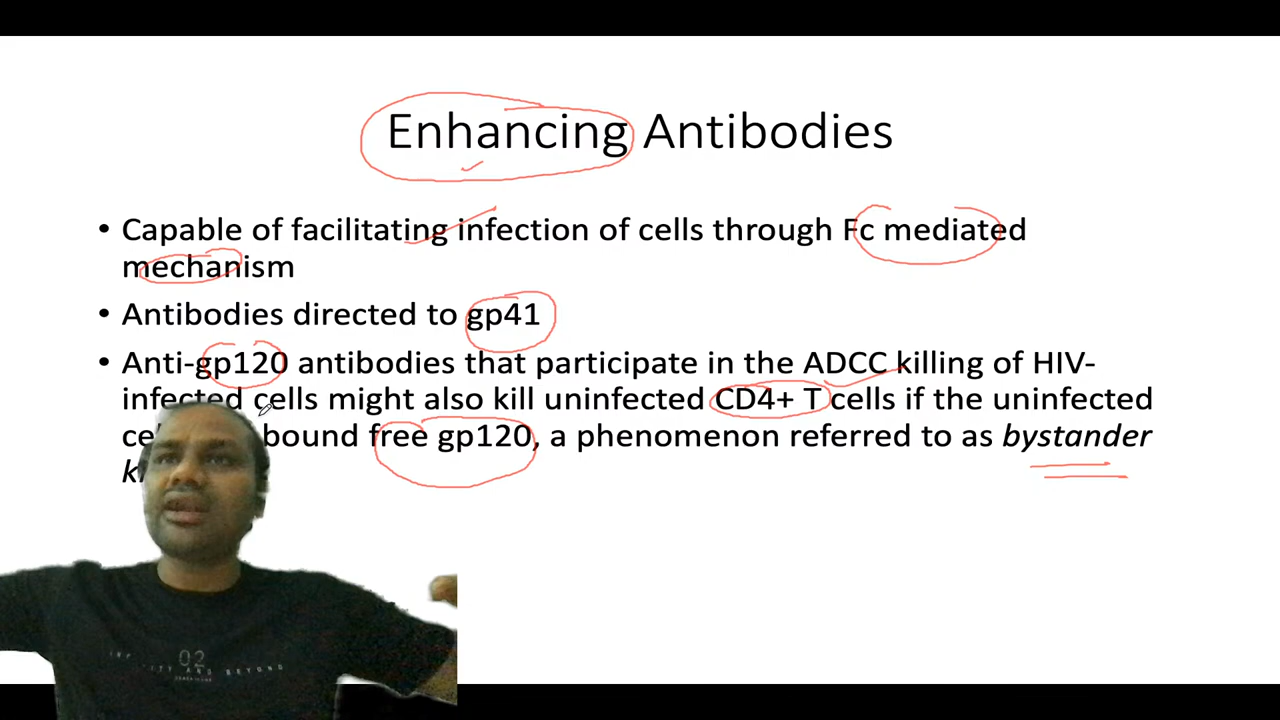 Enhancing Antibodies
• Capable of facilitating infection of cells through Fc mediated
mechanism
• Antibodies directed to gp41
• Anti-gp120 antibodies that participate in the ADCC killing of HIV-
infected cells might also kill uninfected CD4+ T cells if the uninfected
bound free gp120, a phenomenon referred to as bystander
02